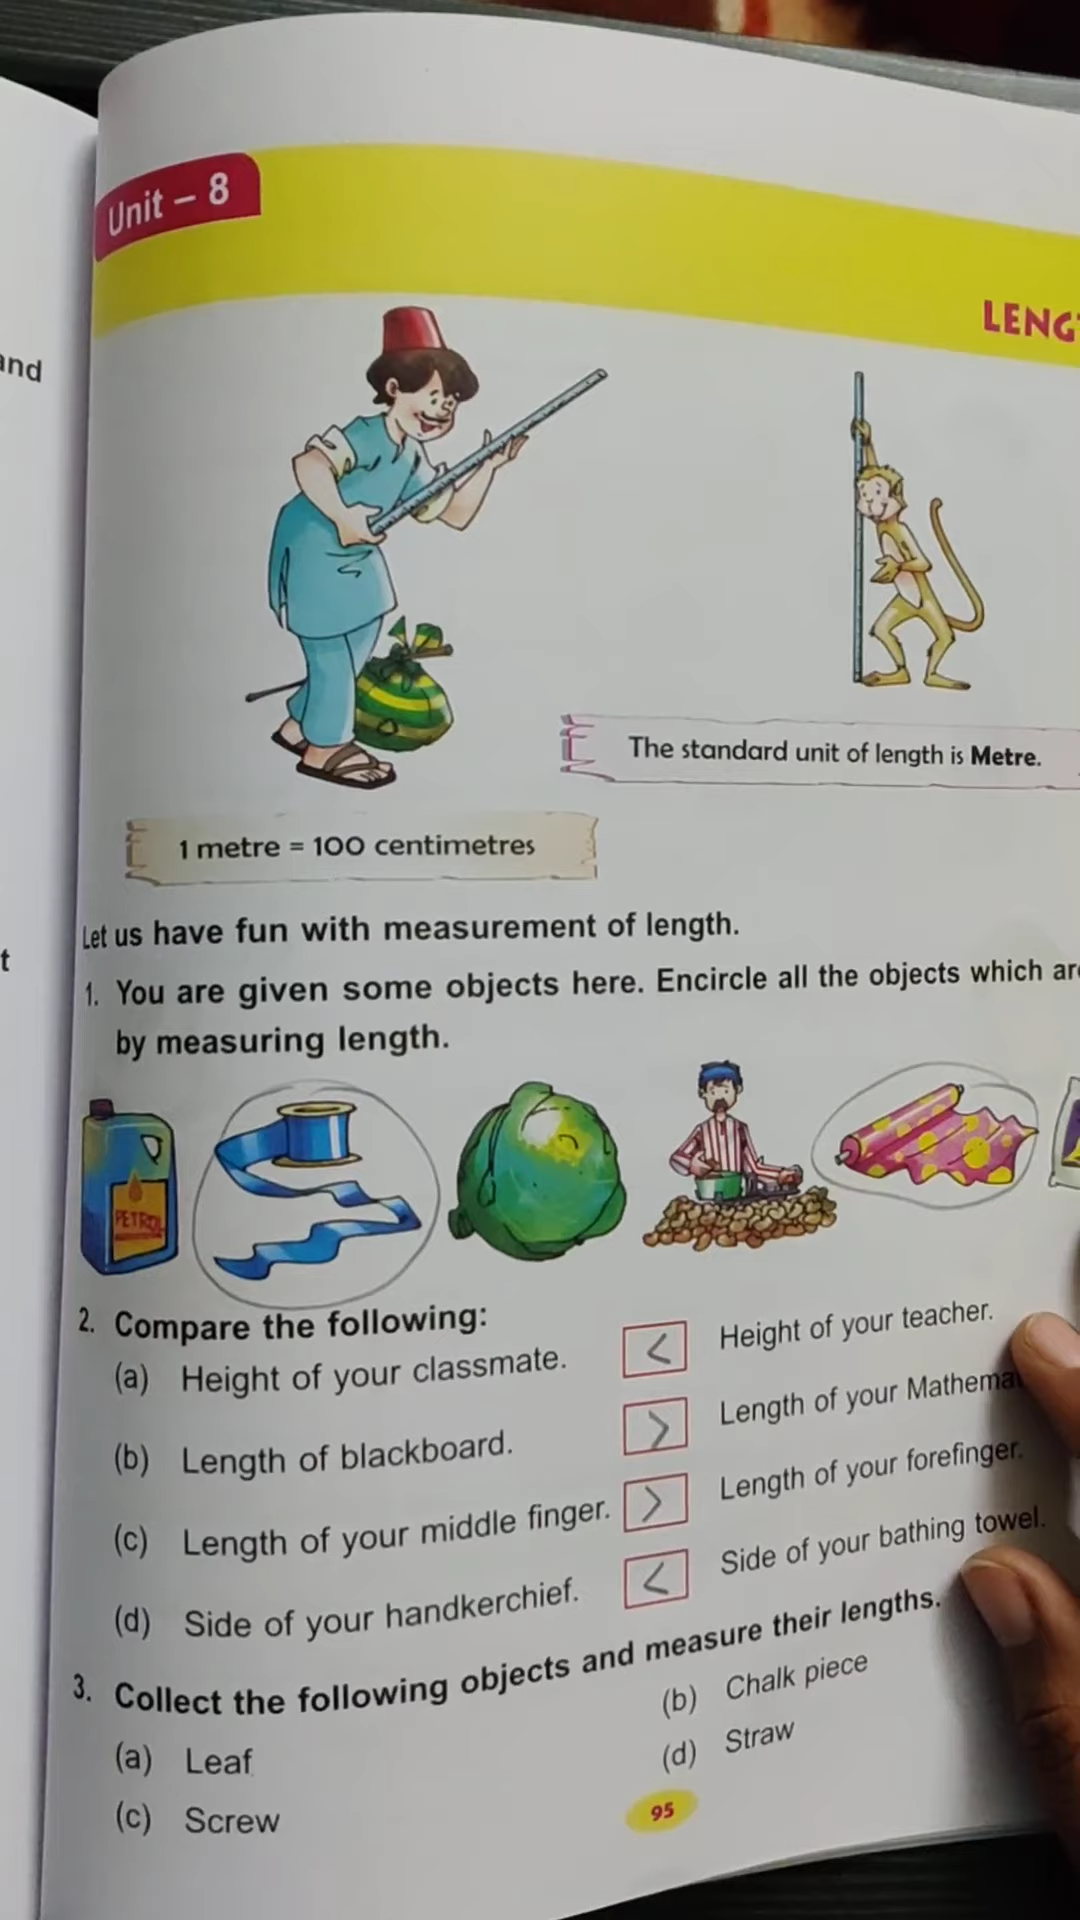 and
t
Unit – 8
The standard unit of length is Metre.
1 metre = 100 centimetres
Let us have fun with measurement of length.
1. You are given some objects here. Encircle all the objects which
by measuring length.
PETROL
2. Compare the following:
(a) Height of your classmate. < Height of your teacher.
(b) Length of blackboard. > Length of your
(c) Length of your middle finger. > Length of your forefinger.
(d) Side of your handkerchief. < Side of your bathing towel.
3. Collect the following objects and measure their lengths.
(a) Leaf (b) Chalk piece
(c) Screw (d) Straw
95